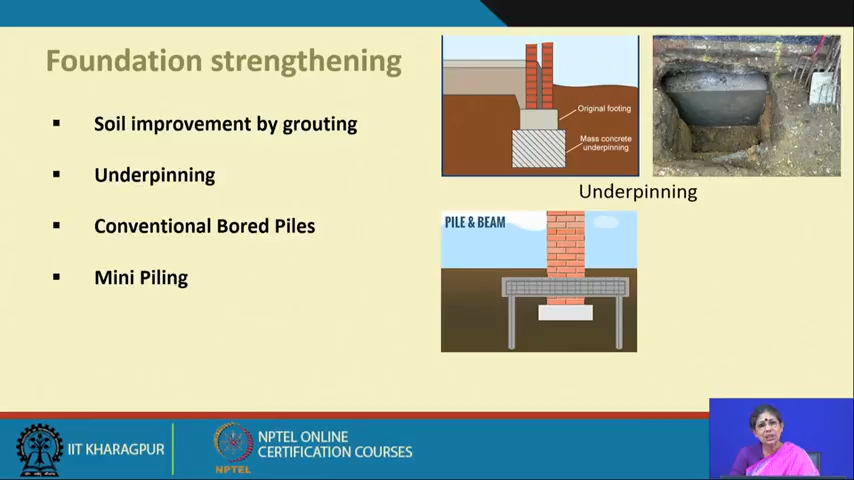 Foundation strengthening
Soil improvement by grouting
Underpinning
Conventional Bored Piles
Mini Piling
Original footing
Mass concrete
underpinning
Underpinning
PILE & BEAM
IIT KHARAGPUR
NPTEL
NPTEL ONLINE
CERTIFICATION COURSES